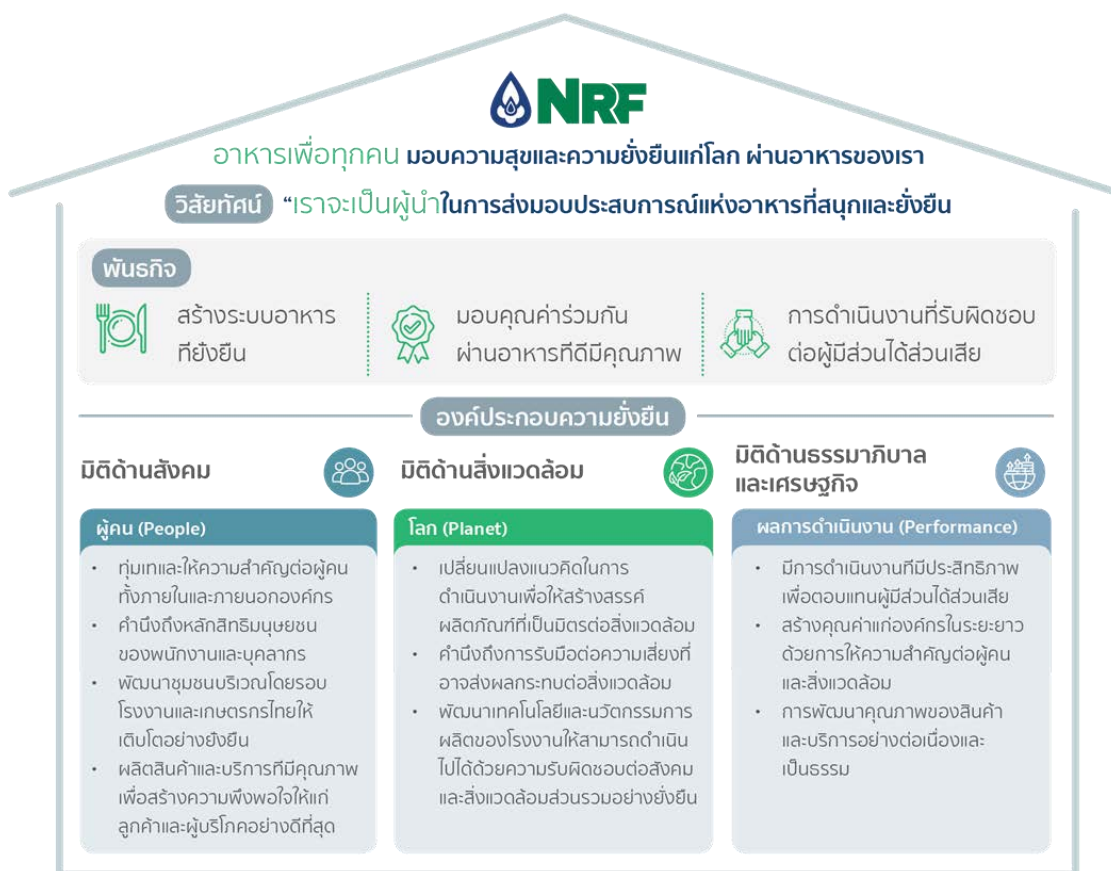 NRF
อาหารเพื่อทุกคน มอบความสุขและความยั่งยืนแก่โลก ผ่านอาหารของเรา
วิสัยทัศน์ “เราจะเป็นผู้นำในการส่งมอบประสบการณ์แห่งอาหารที่สนุกและยั่งยืน
พันธกิจ
สร้างระบบอาหาร
ที่ยั่งยืน
มอบคุณค่าร่วมกัน
ผ่านอาหารที่ดีมีคุณภาพ
การดำเนินงานที่รับผิดชอบ
ต่อผู้มีส่วนได้ส่วนเสีย
องค์ประกอบความยั่งยืน
มิติด้านสังคม
ผู้คน (People)
• ทุ่มเทและให้ความสำคัญต่อผู้คน
ทั้งภายในและภายนอกองค์กร
• คำนึงถึงหลักสิทธิมนุษยชน
ของพนักงานและบุคลากร
• พัฒนาชุมชนบริเวณโดยรอบ
โรงงานและเกษตรกรไทยให้
เติบโตอย่างยั่งยืน
• ผลิตสินค้าและบริการที่มีคุณภาพ
เพื่อสร้างความพึงพอใจให้แก่
ลูกค้าและผู้บริโภคอย่างดีที่สุด
มิติด้านสิ่งแวดล้อม
โลก (Planet)
• เปลี่ยนแปลงแนวคิดในการ
ดำเนินงานเพื่อให้สร้างสรรค์
ผลิตภัณฑ์ที่เป็นมิตรต่อสิ่งแวดล้อม
• คำนึงถึงการรับมือต่อความเสี่ยงที่
อาจส่งผลกระทบต่อสิ่งแวดล้อม
• พัฒนาเทคโนโลยีและนวัตกรรมการ
ผลิตของโรงงานให้สามารถดำเนิน
ไปได้ด้วยความรับผิดชอบต่อสังคม
และสิ่งแวดล้อมส่วนรวมอย่างยั่งยืน
มิติด้านธรรมาภิบาล
และเศรษฐกิจ
ผลการดำเนินงาน (Performance)
• มีการดำเนินงานที่มีประสิทธิภาพ
เพื่อตอบแทนผู้มีส่วนได้ส่วนเสีย
• สร้างคุณค่าแก่องค์กรในระยะยาว
ด้วยการให้ความสำคัญต่อผู้คน
และสิ่งแวดล้อม
• การพัฒนาคุณภาพของสินค้า
และบริการอย่างต่อเนื่องและ
เป็นธรรม